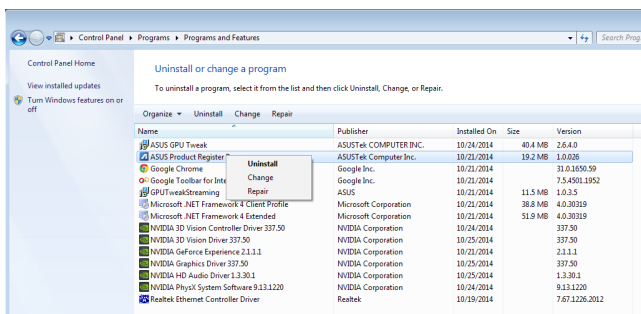 Control Panel ▸ Programs ▸ Programs and Features
Search Prog
Control Panel Home
View installed updates
Turn Windows features on or
off
Uninstall or change a program
To uninstall a program, select it from the list and then click Uninstall, Change, or Repair.
Organize Uninstall Change Repair
Name Publisher Installed On Size Version
ASUS GPU Tweak ASUSTek COMPUTER INC. 10/24/2014 40.4 MB 2.6.4.0
ASUS Product Register P ASUSTek Computer Inc. 10/21/2014 19.2 MB 1.0.026
Google Chrome Google Inc. 10/21/2014 31.0.1650.59
Google Toolbar for Inte Google Inc. 10/21/2014 7.5.4501.1952
GPUTweakStreaming ASUS 10/21/2014 11.5 MB 1.0.3.5
Microsoft .NET Framework 4 Client Profile Microsoft Corporation 10/21/2014 38.8 MB 4.0.30319
Microsoft .NET Framework 4 Extended Microsoft Corporation 10/21/2014 51.9 MB 4.0.30319
NVIDIA 3D Vision Controller Driver 337.50 NVIDIA Corporation 10/24/2014 337.50
NVIDIA 3D Vision Driver 337.50 NVIDIA Corporation 10/25/2014 337.50
NVIDIA GeForce Experience 2.1.1.1 NVIDIA Corporation 10/21/2014 2.1.1.1
NVIDIA Graphics Driver 337.50 NVIDIA Corporation 10/25/2014 337.50
NVIDIA HD Audio Driver 1.3.30.1 NVIDIA Corporation 10/25/2014 1.3.30.1
NVIDIA PhysX System Software 9.13.1220 NVIDIA Corporation 10/24/2014 9.13.1220
Realtek Ethernet Controller Driver Realtek 10/19/2014 7.67.1226.2012
Uninstall
Change
Repair